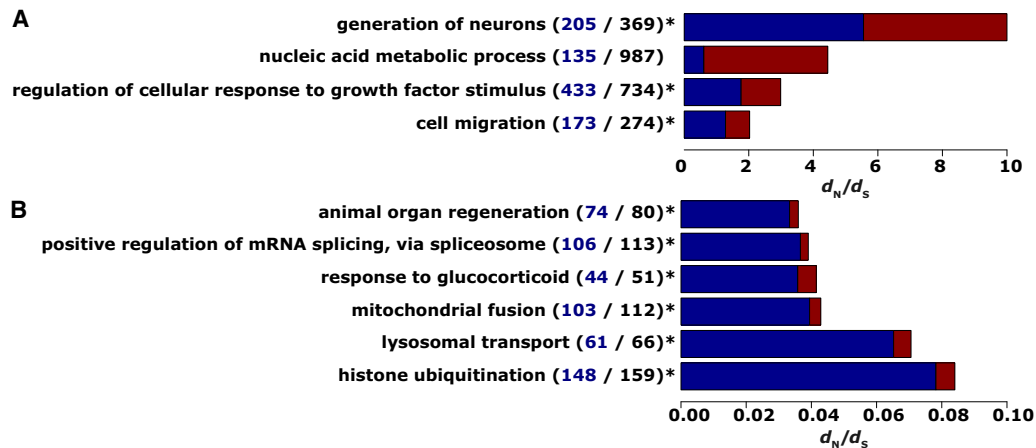 A
generation of neurons (205 / 369)*
nucleic acid metabolic process (135 / 987)
regulation of cellular response to growth factor stimulus (433 / 734)*
cell migration (173 / 274)*
0 2 4 6 8 10
dN/dS
B
animal organ regeneration (74 / 80)*
positive regulation of mRNA splicing, via spliceosome (106 / 113)*
response to glucocorticoid (44 / 51)*
mitochondrial fusion (103 / 112)*
lysosomal transport (61 / 66)*
histone ubiquitination (148 / 159)*
0.00 0.02 0.04 0.06 0.08 0.10
dN/dS